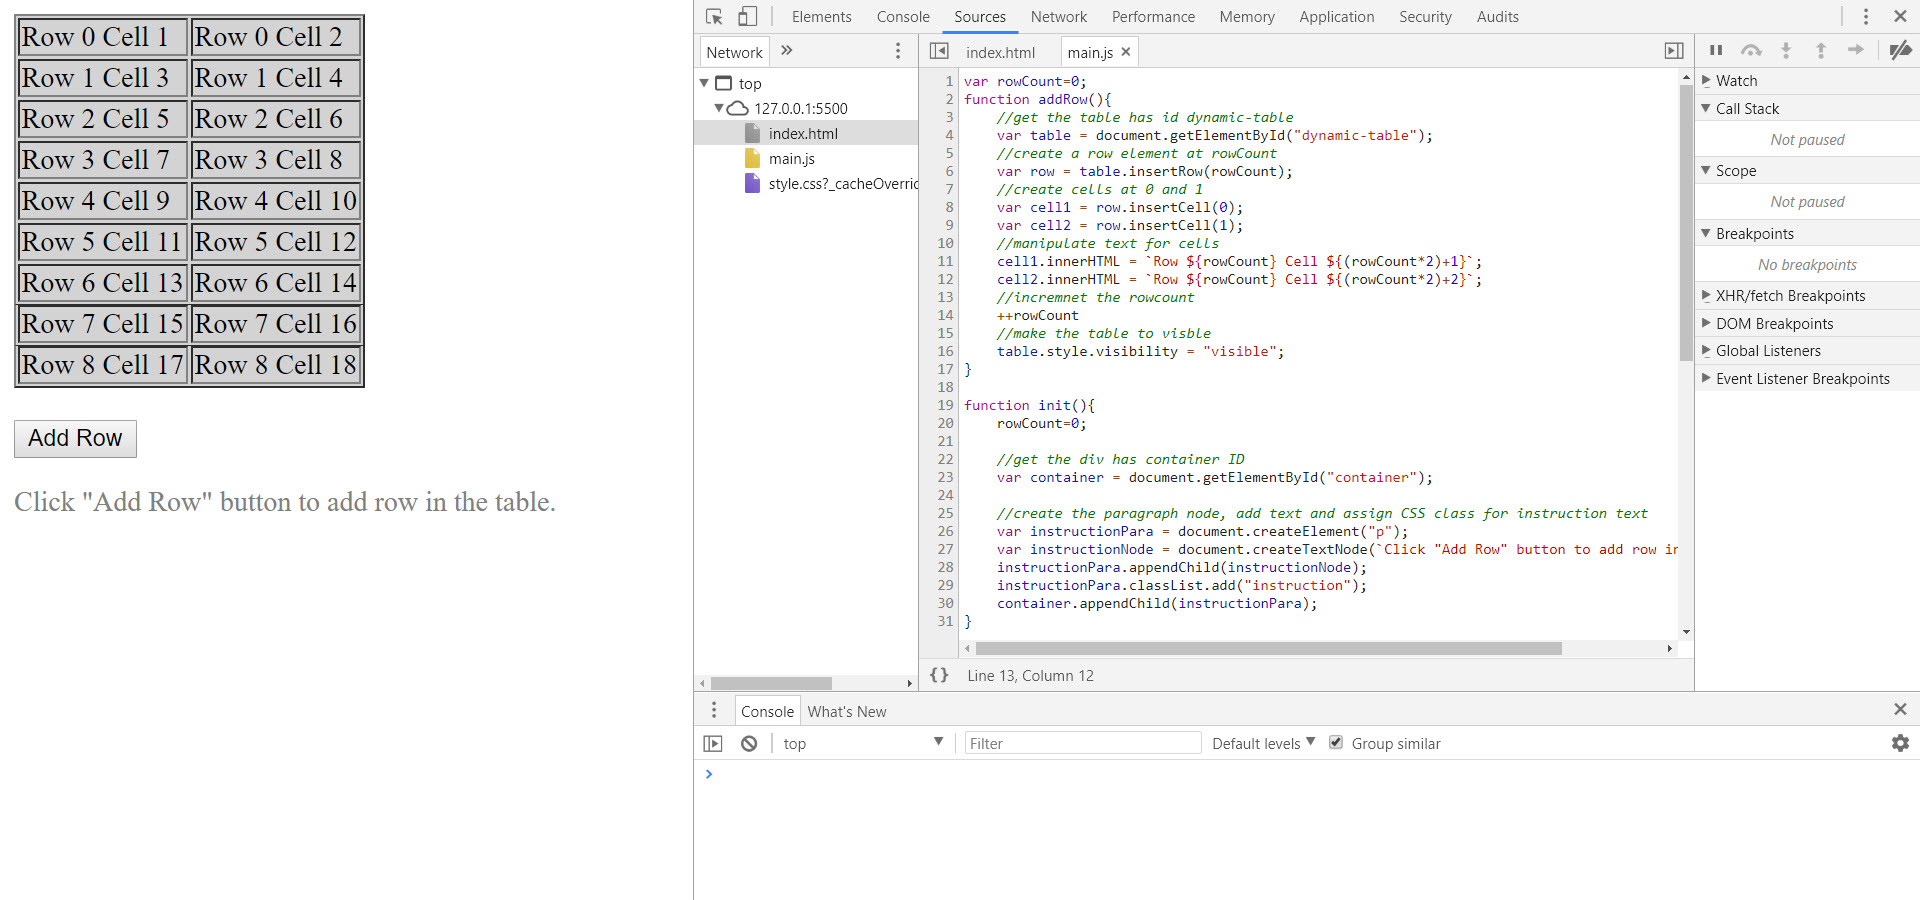 Row 0 Cell 1 Row 0 Cell 2
Row 1 Cell 3 Row 1 Cell 4
Row 2 Cell 5 Row 2 Cell 6
Row 3 Cell 7 Row 3 Cell 8
Row 4 Cell 9 Row 4 Cell 10
Row 5 Cell 11 Row 5 Cell 12
Row 6 Cell 13 Row 6 Cell 14
Row 7 Cell 15 Row 7 Cell 16
Row 8 Cell 17 Row 8 Cell 18
Add Row
Click "Add Row" button to add row in the table.
Elements Console Sources Network Performance Memory Application Security Audits
Network »
top
127.0.0.1:5500
index.html
main.js
style.css?_cacheOverric
index.html main.js ×
1 var rowCount=0;
2 function addRow(){
3 //get the table has id dynamic-table
4 var table = document.getElementById("dynamic-table");
5 //create a row element at rowCount
6 var row = table.insertRow(rowCount);
7 //create cells at 0 and 1
8 var cell1 = row.insertCell(0);
9 var cell2 = row.insertCell(1);
10 //manipulate text for cells
11 cell1.innerHTML = `Row ${rowCount} Cell ${(rowCount*2)+1}`;
12 cell2.innerHTML = `Row ${rowCount} Cell ${(rowCount*2)+2}`;
13 //incremnet the rowcount
14 ++rowCount
15 //make the table to visble
16 table.style.visibility = "visible";
17 }
18
19 function init(){
20 rowCount=0;
21
22 //get the div has container ID
23 var container = document.getElementById("container");
24
25 //create the paragraph node, add text and assign CSS class for instruction text
26 var instructionPara = document.createElement("p");
27 var instructionNode = document.createTextNode(`Click "Add Row" button to add row in
28 instructionPara.appendChild(instructionNode);
29 instructionPara.classList.add("instruction");
30 container.appendChild(instructionPara);
31 }
{} Line 13, Column 12
Watch
Call Stack
Not paused
Scope
Not paused
Breakpoints
No breakpoints
XHR/fetch Breakpoints
DOM Breakpoints
Global Listeners
Event Listener Breakpoints
Console What's New
top Filter Default levels Group similar